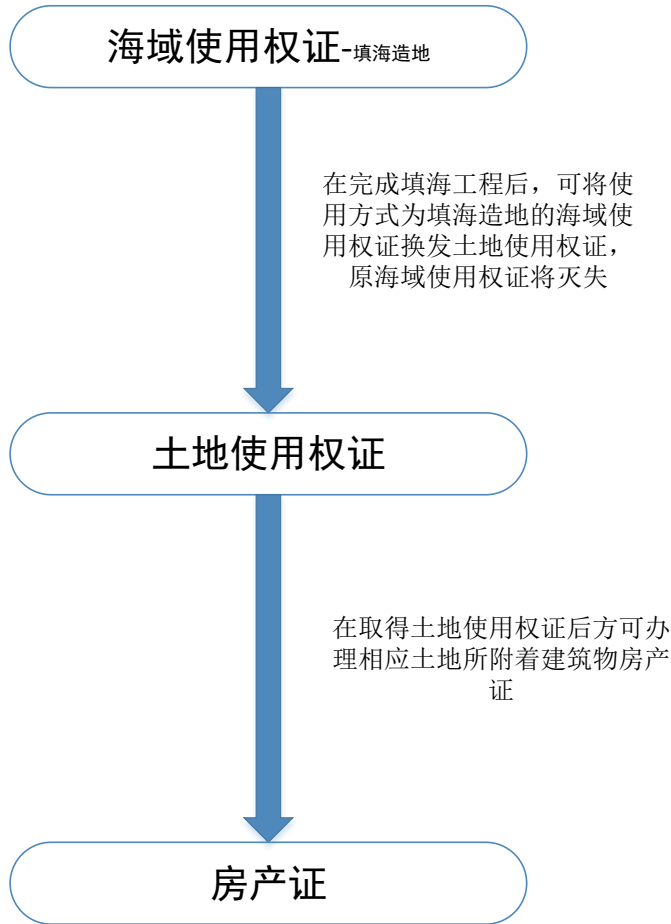 海域使用权证-填海造地
在完成填海工程后，可将使
用方式为填海造地的海域使
用权证换发土地使用权证，
原海域使用权证将灭失
土地使用权证
在取得土地使用权证后方可办
理相应土地所附着建筑物房产
证
房产证